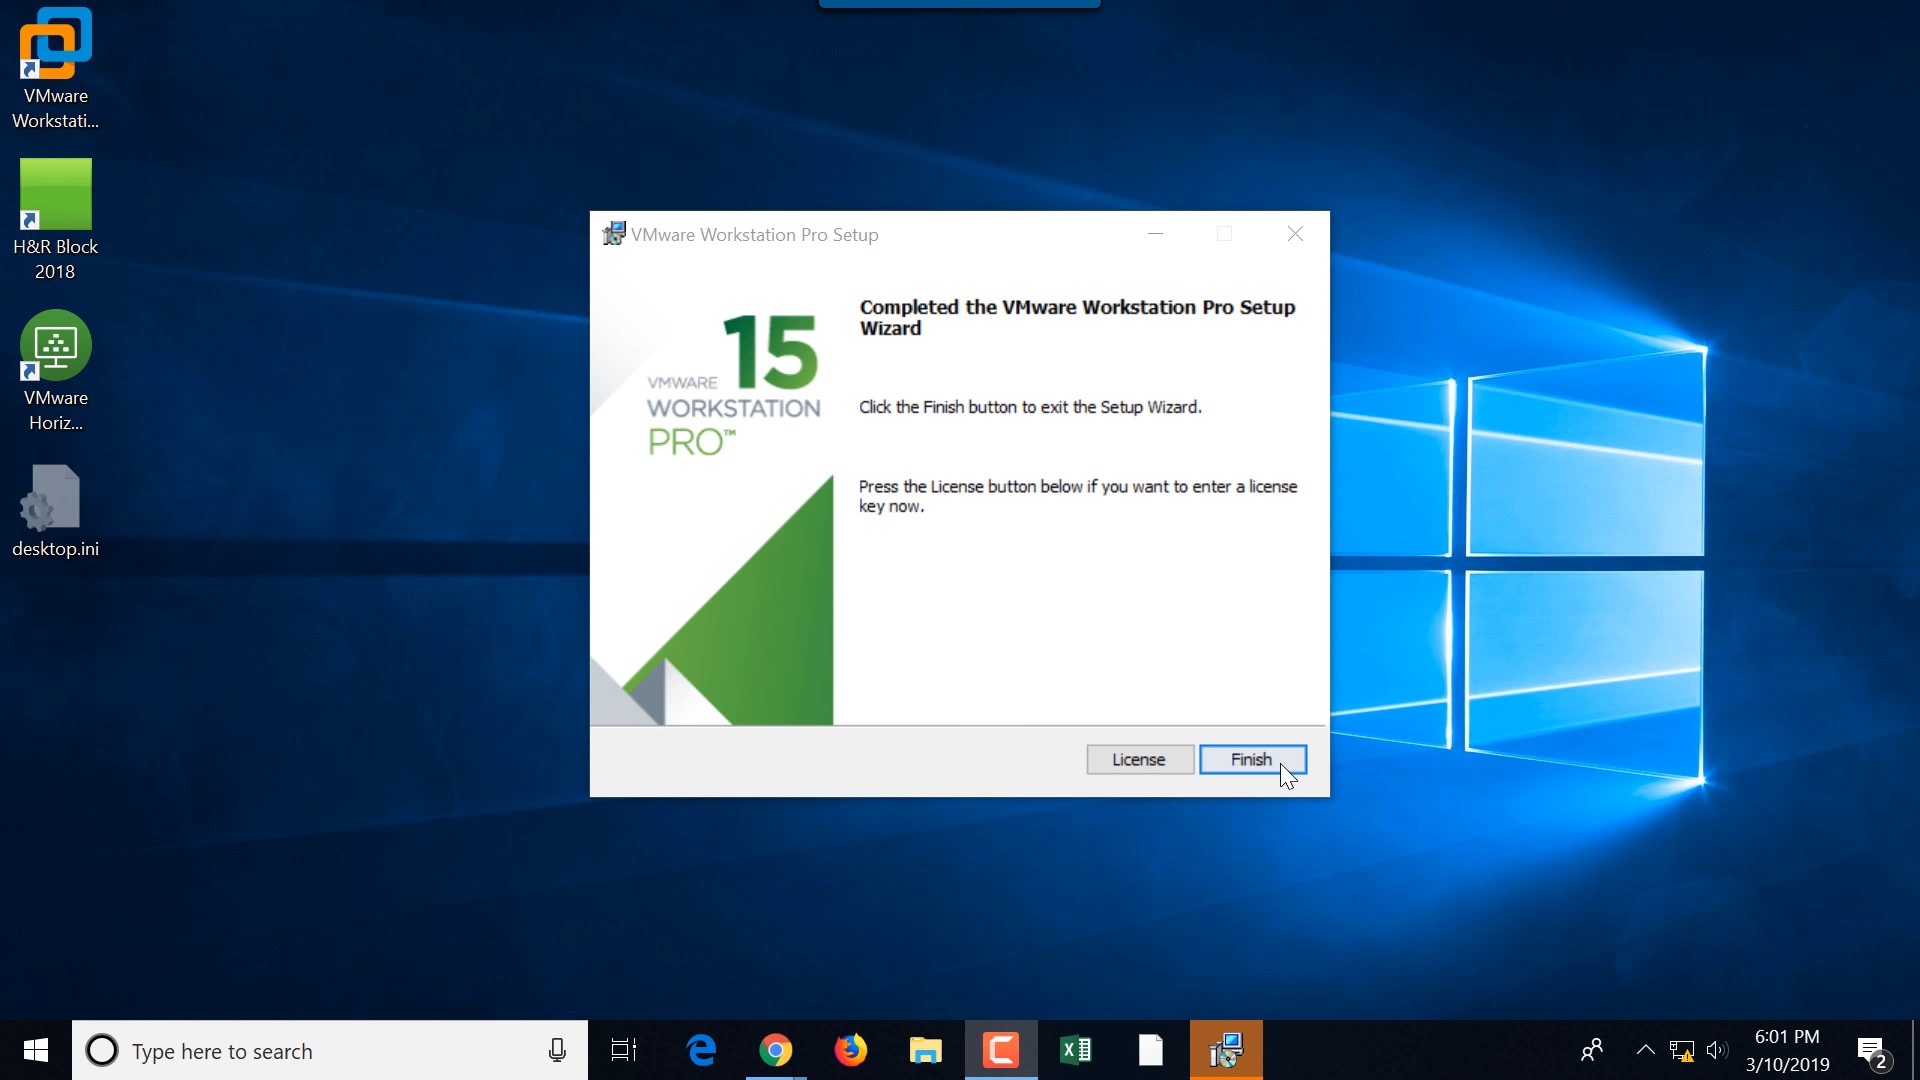 VMware
Workstati...
H&R Block
2018
VMware
Horiz...
desktop.ini
VMware Workstation Pro Setup
15
VMWARE
WORKSTATION
PRO™
Completed the VMware Workstation Pro Setup
Wizard
Click the Finish button to exit the Setup Wizard.
Press the License button below if you want to enter a license
key now.
License
Finish
Type here to search
6:01 PM
3/10/2019
2